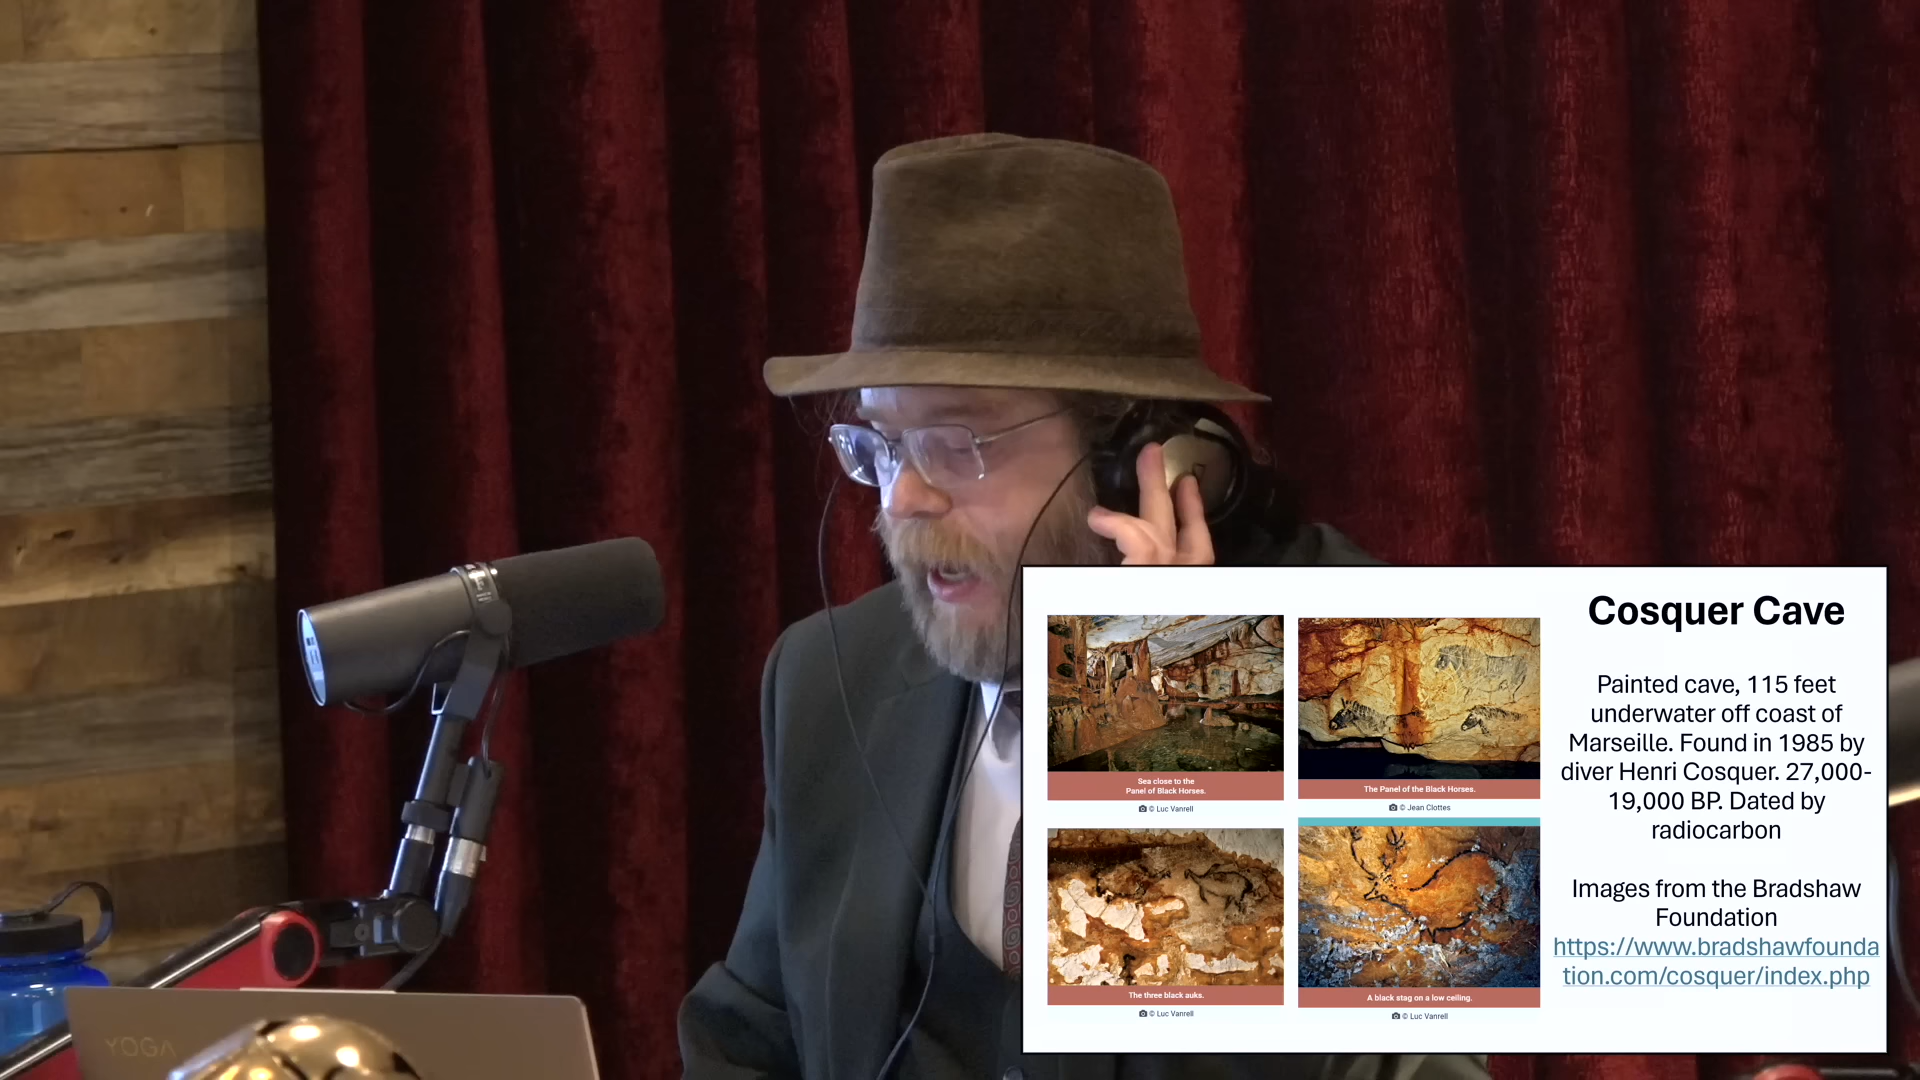 YOGA
Cosquer Cave
Painted cave, 115 feet
underwater off coast of
Marseille. Found in 1985 by
diver Henri Cosquer. 27,000-
19,000 BP. Dated by
radiocarbon
Images from the Bradshaw
Foundation
https://www.bradshawfounda
tion.com/cosquer/index.php
Sea close to the
Panel of Black Horses.
© Luc Vanrell
The Panel of the Black Horses.
© Jean Clottes
The three black auks.
© Luc Vanrell
A black stag on a low ceiling.
© Luc Vanrell